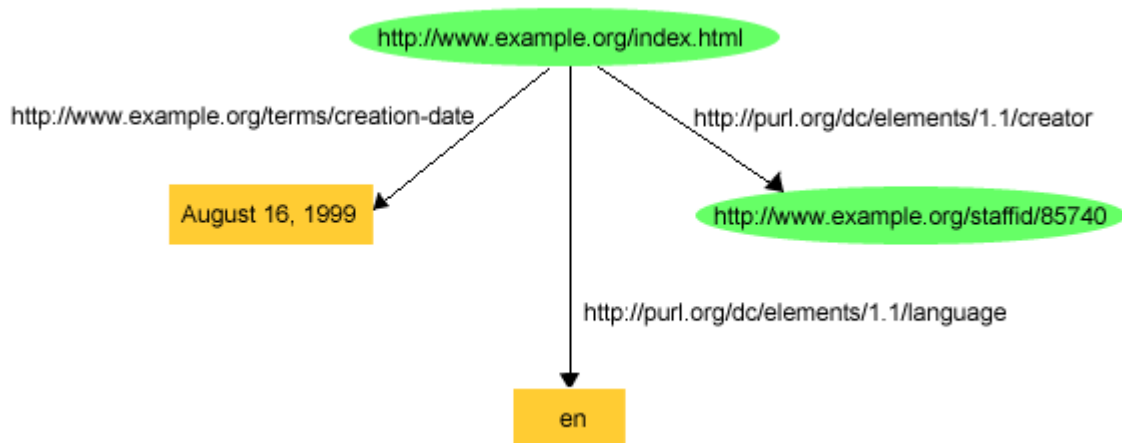 http://www.example.org/index.html
http://www.example.org/terms/creation-date
http://purl.org/dc/elements/1.1/creator
August 16, 1999
http://www.example.org/staffid/85740
http://purl.org/dc/elements/1.1/language
en